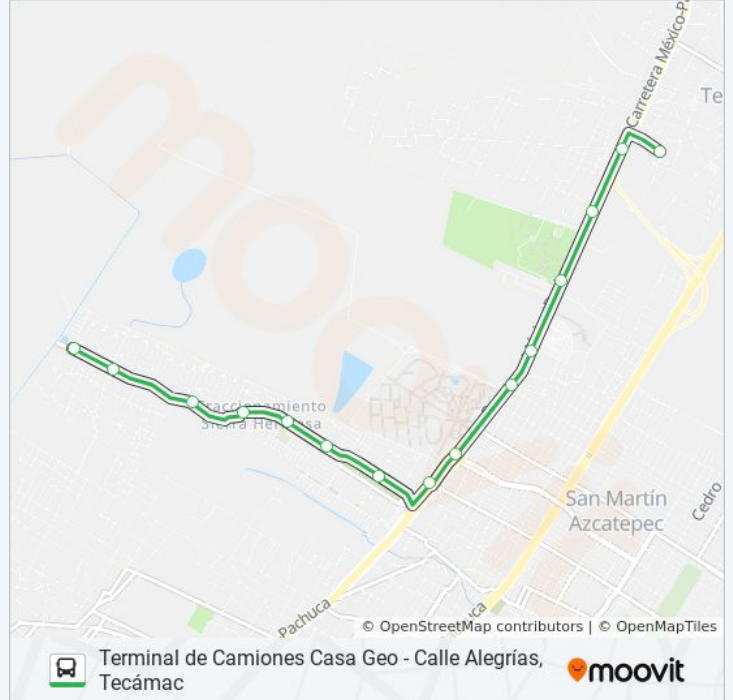 Carretera México-P
Te
Fraccionamiento
Sierra Hermosa
San Martín
Azcatepec
Cedro
Pachuca
uca
© OpenStreetMap contributors | © OpenMapTiles
Terminal de Camiones Casa Geo - Calle Alegrías,
Tecámac
moovit